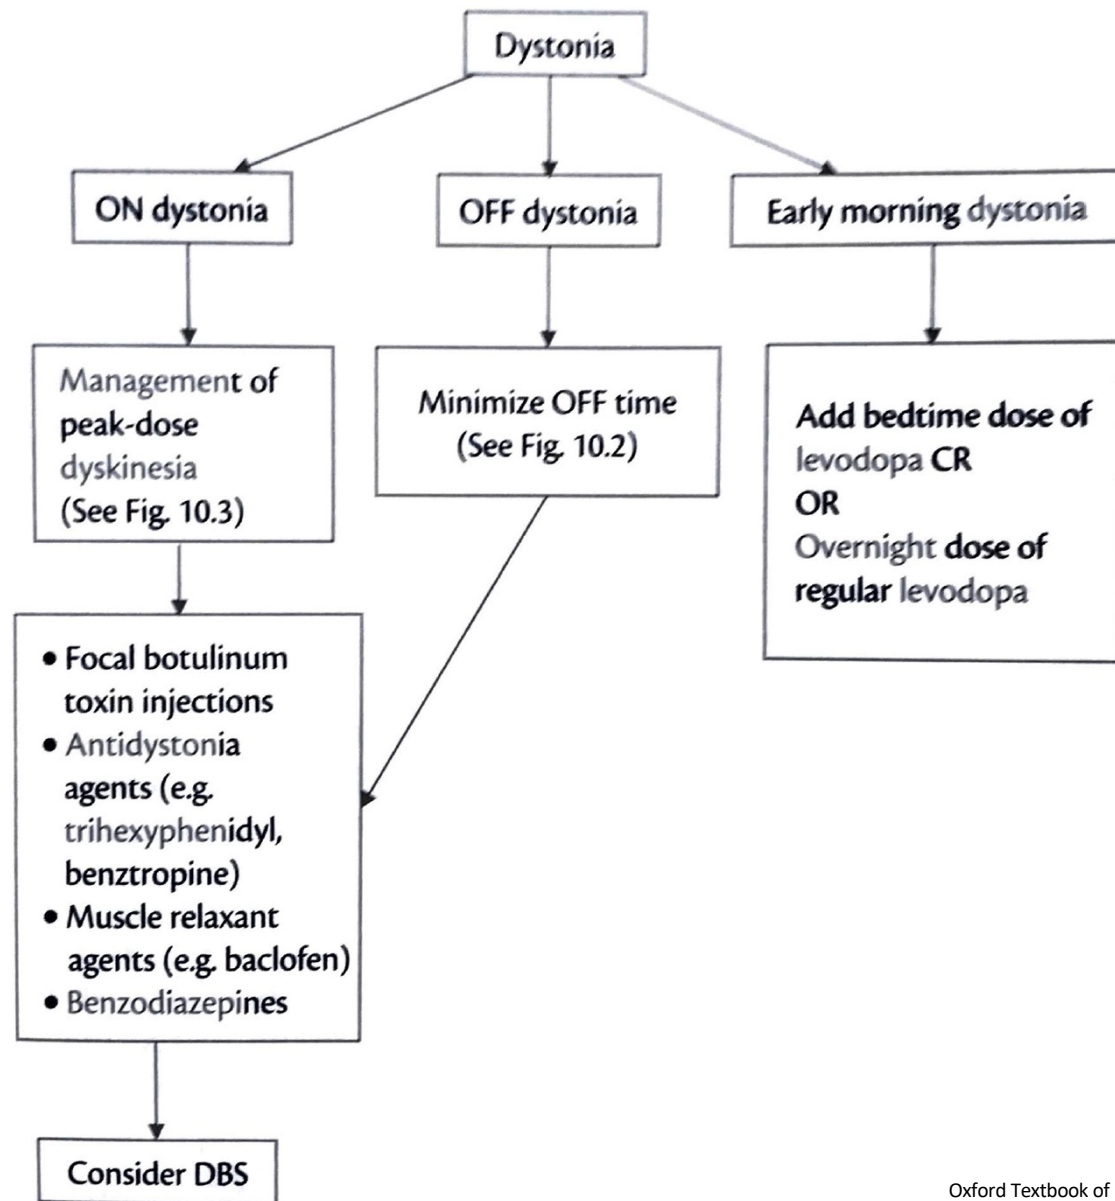 Dystonia
ON dystonia
OFF dystonia
Early morning dystonia
Management of
peak-dose
dyskinesia
(See Fig. 10.3)
Minimize OFF time
(See Fig. 10.2)
Add bedtime dose of
levodopa CR
OR
Overnight dose of
regular levodopa
• Focal botulinum
toxin injections
• Antidystonia
agents (e.g.
trihexyphenidyl,
benztropine)
• Muscle relaxant
agents (e.g. baclofen)
• Benzodiazepines
Consider DBS
Oxford Textbook of